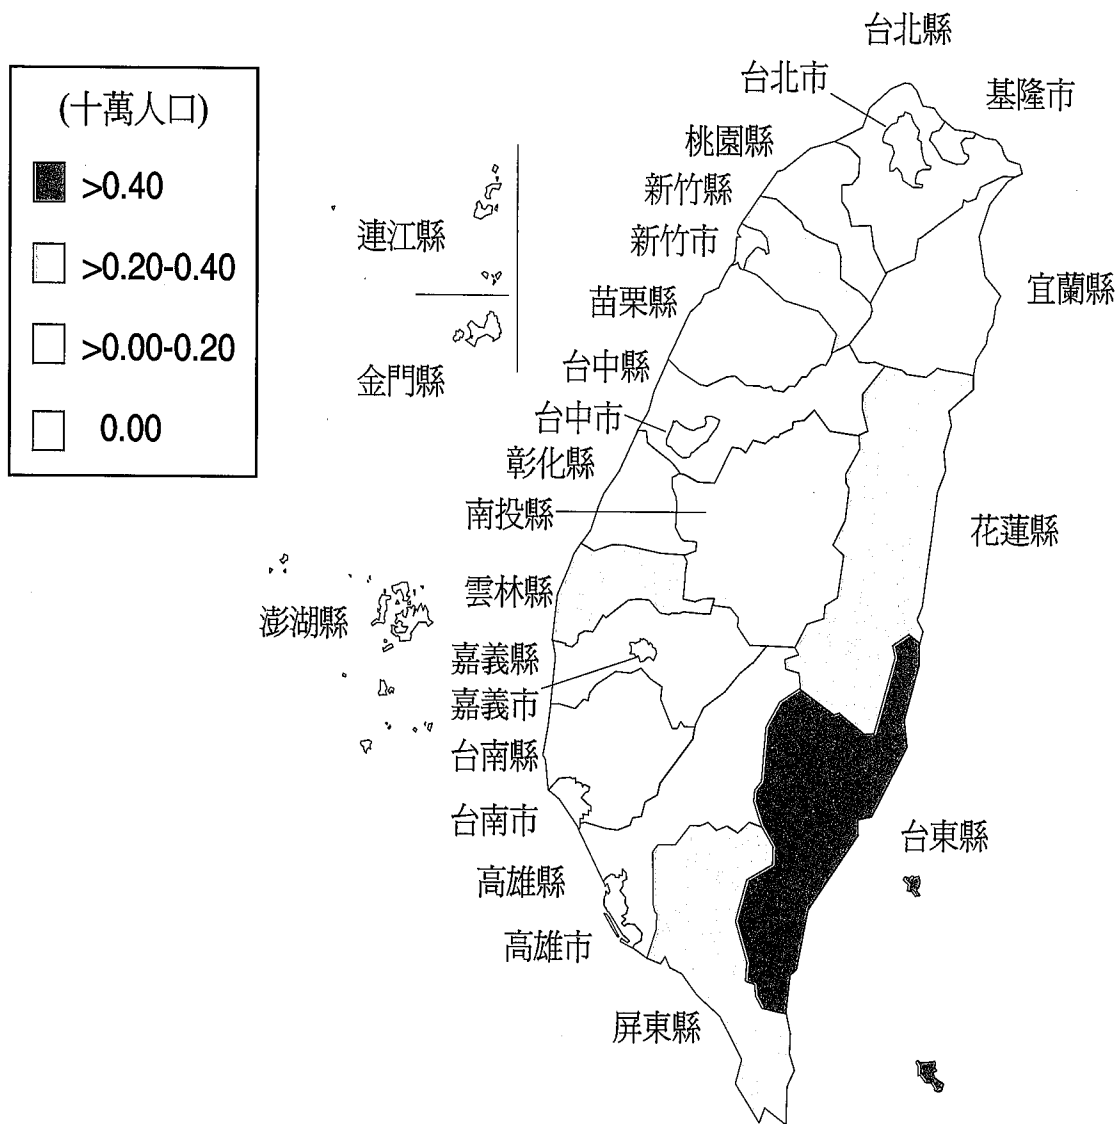 (十萬人口)
>0.40
>0.20-0.40
>0.00-0.20
0.00
台北縣
台北市
基隆市
桃園縣
新竹縣
新竹市
連江縣
苗栗縣
宜蘭縣
金門縣
台中縣
台中市
彰化縣
南投縣
花蓮縣
雲林縣
澎湖縣
嘉義縣
嘉義市
台南縣
台南市
台東縣
高雄縣
高雄市
屏東縣